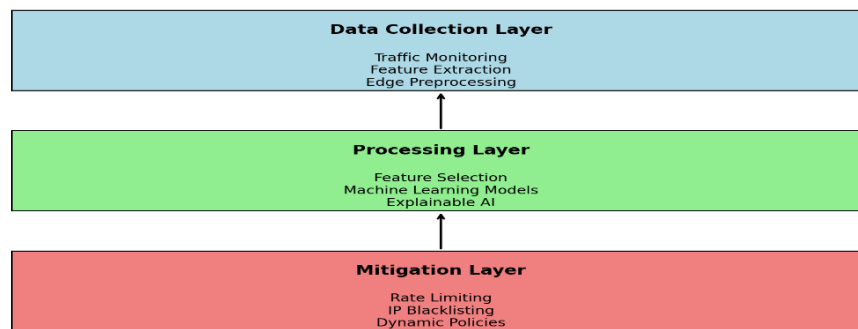 Data Collection Layer
Traffic Monitoring
Feature Extraction
Edge Preprocessing
Processing Layer
Feature Selection
Machine Learning Models
Explainable AI
Mitigation Layer
Rate Limiting
IP Blacklisting
Dynamic Policies